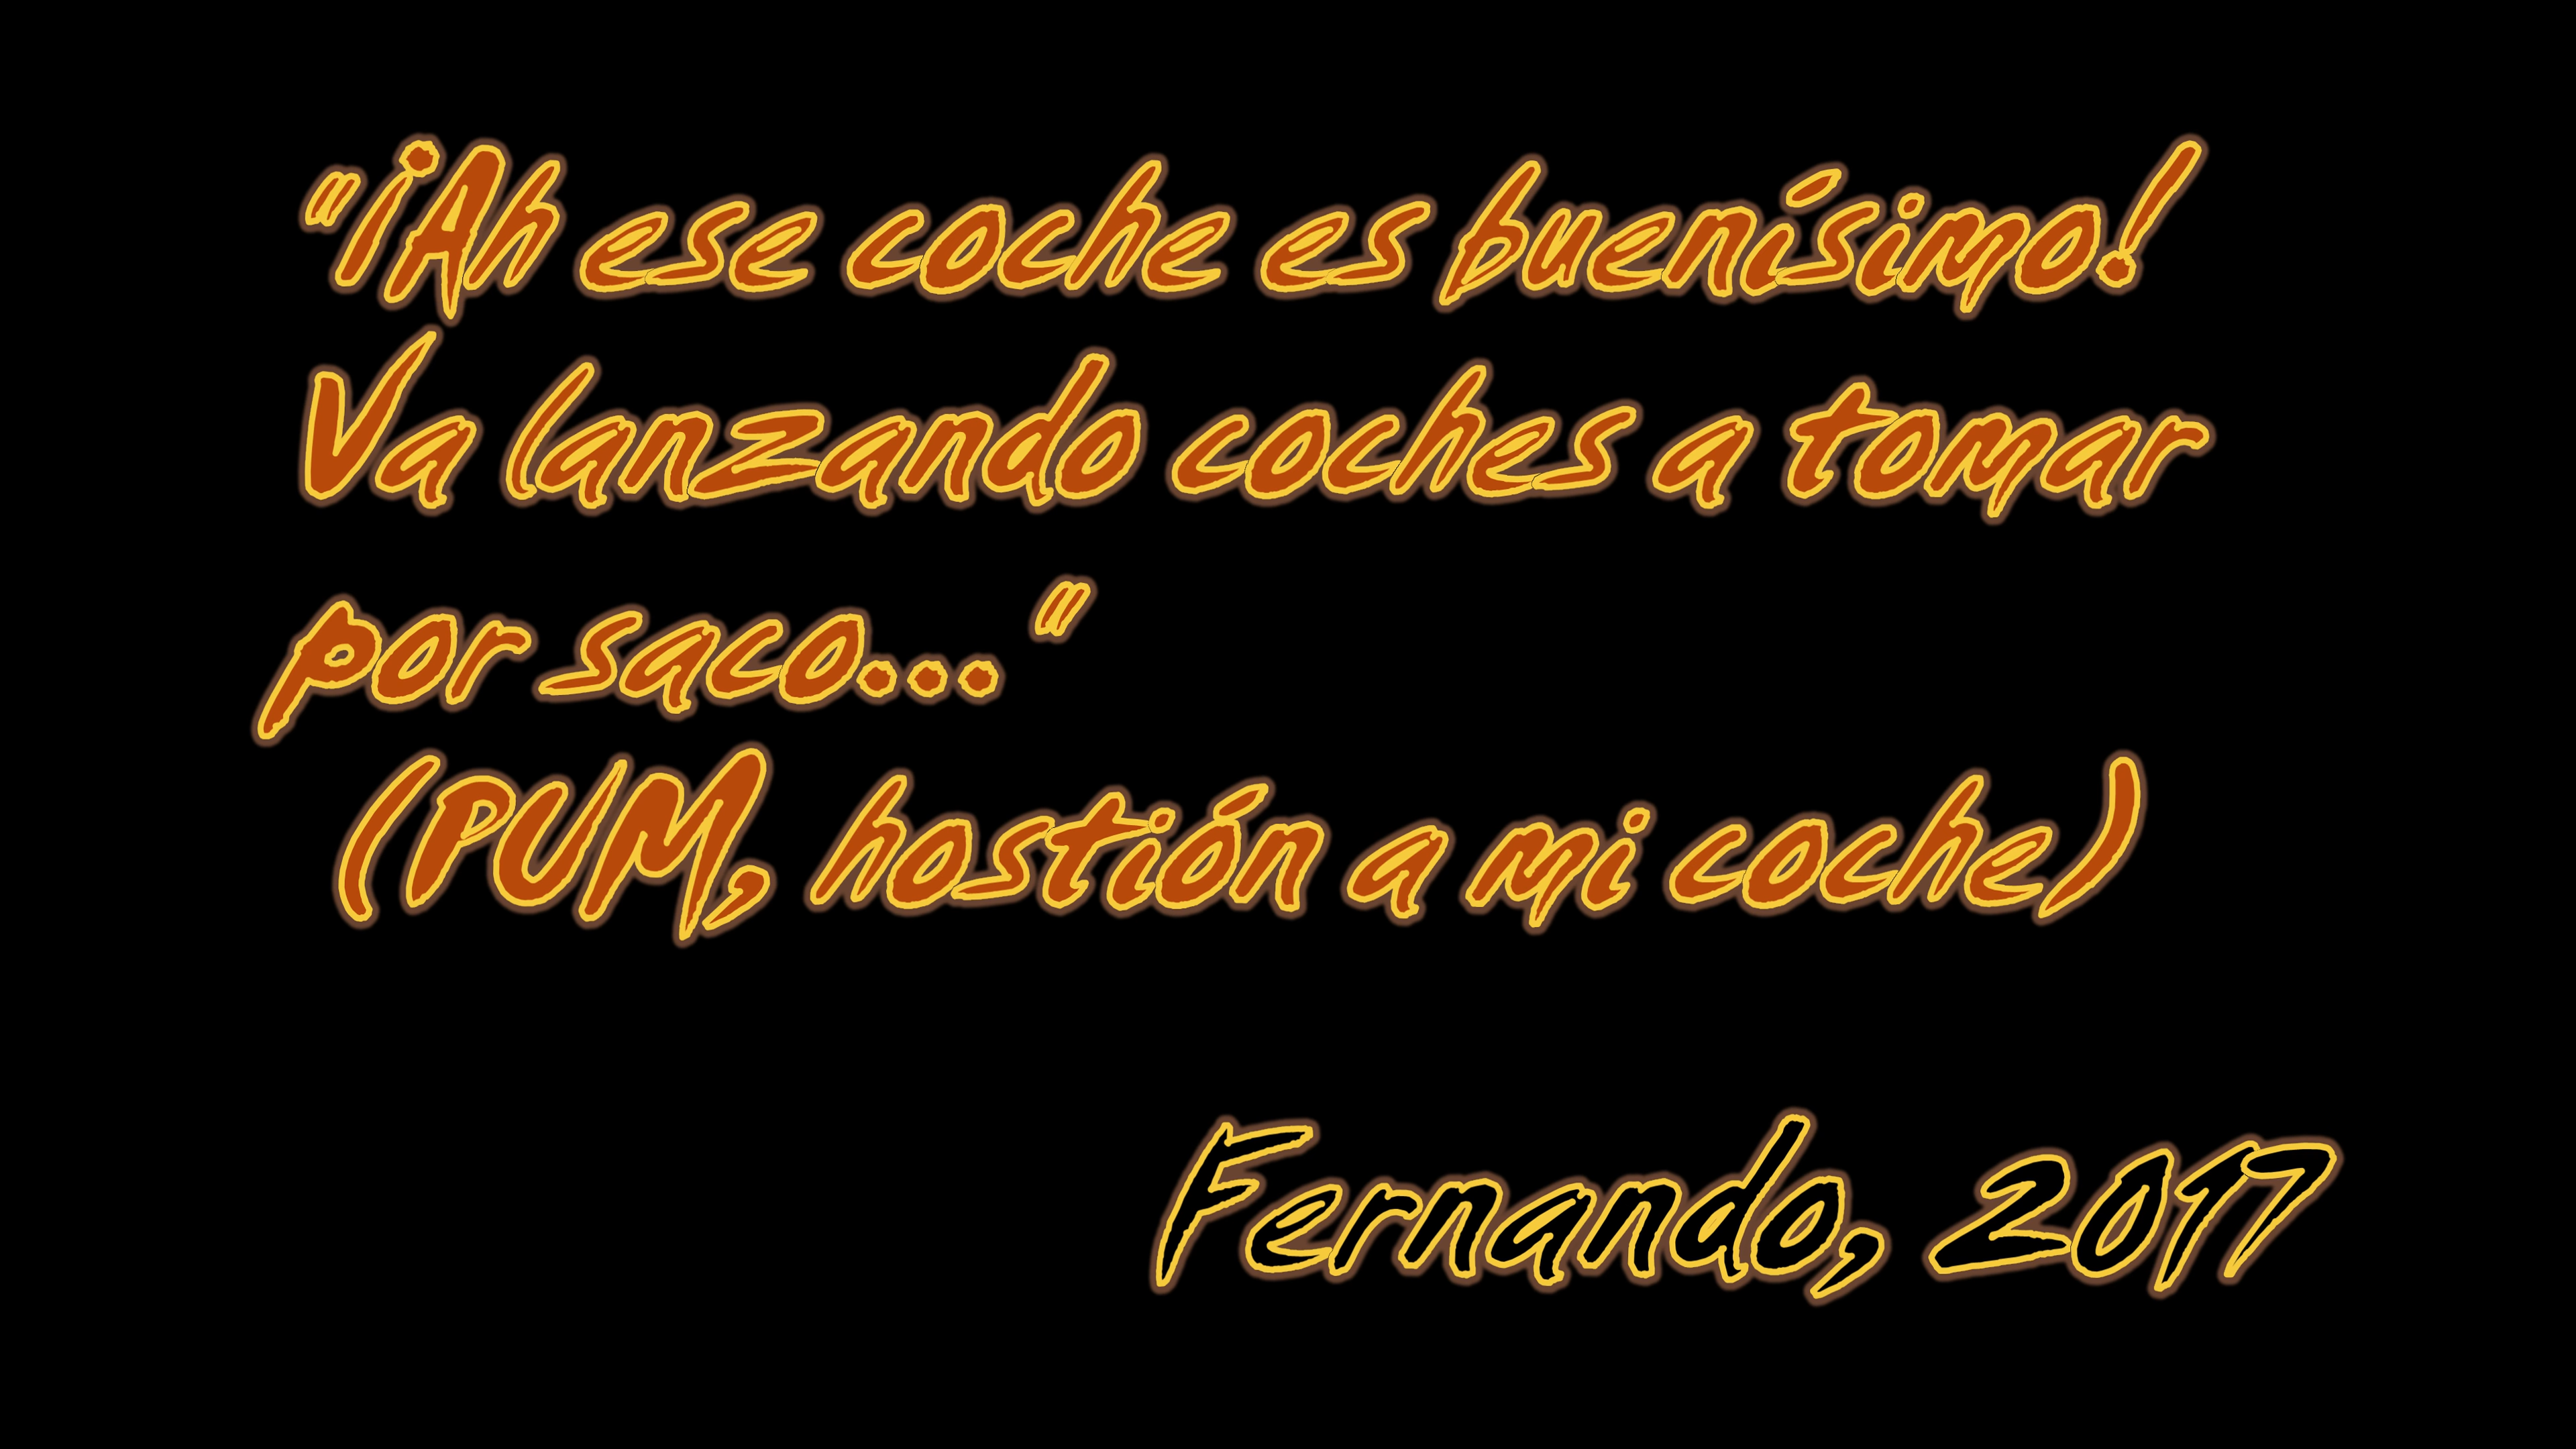 "¡Ah ese coche es buenísimo!
Va lanzando coches a tomar
por saco..."
(PUM, hostión a mi coche)
Fernando, 2017